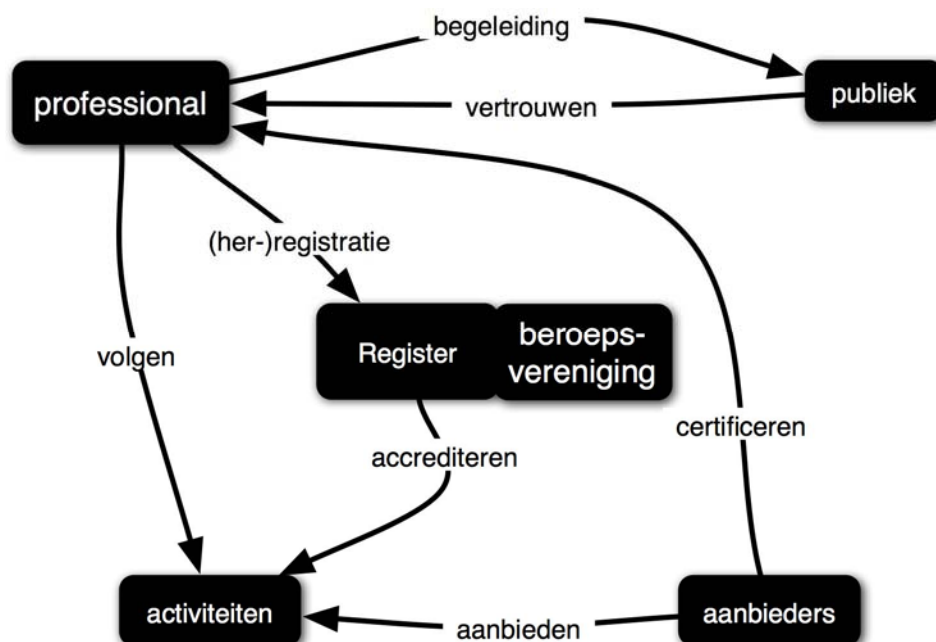 begeleiding
professional
publiek
vertrouwen
(her-)registratie
volgen
Register
beroeps-
vereniging
certificeren
accrediteren
activiteiten
aanbieden
aanbieders